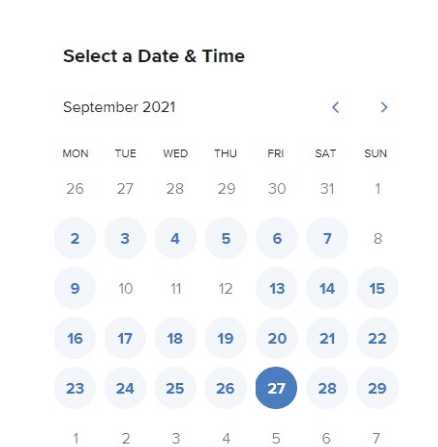 Select a Date & Time
September 2021
MON TUE WED THU FRI SAT SUN
26 27 28 29 30 31 1
2 3 4 5 6 7 8
9 10 11 12 13 14 15
16 17 18 19 20 21 22
23 24 25 26 27 28 29
1 2 3 4 5 6 7